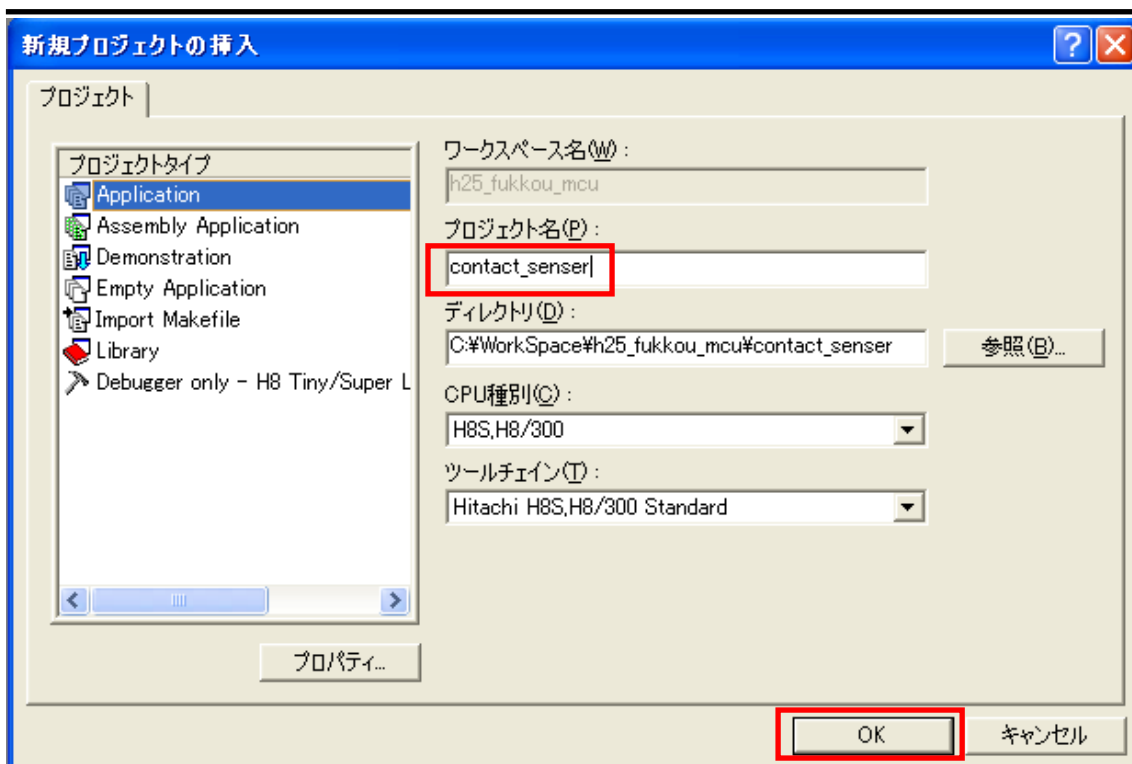 新規プロジェクトの挿入
プロジェクト
プロジェクトタイプ
Application
Assembly Application
Demonstration
Empty Application
Import Makefile
Library
Debugger only - H8 Tiny/Super L
プロパティ...
ワークスペース名(W) :
h25_fukkou_mcu
プロジェクト名(P) :
contact_senser
ディレクトリ(D) :
C:¥WorkSpace¥h25_fukkou_mcu¥contact_senser
参照(B)...
CPU種別(C) :
H8S,H8/300
ツールチェイン(T) :
Hitachi H8S,H8/300 Standard
OK
キャンセル